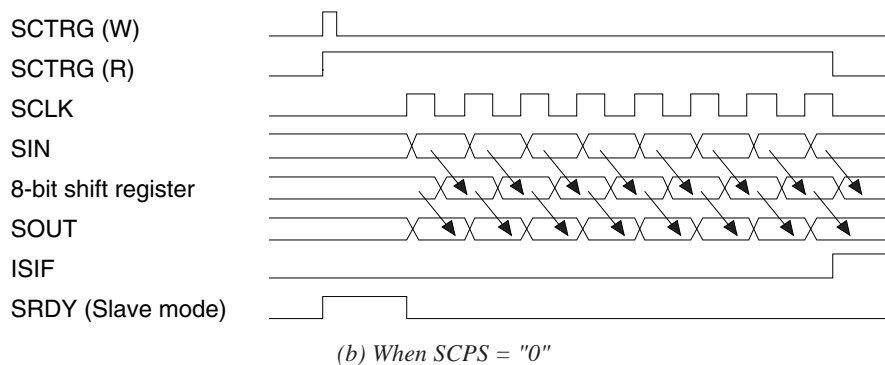 SCTRG (W)
SCTRG (R)
SCLK
SIN
8-bit shift register
SOUT
ISIF
SRDY (Slave mode)
(b) When SCPS = "0"